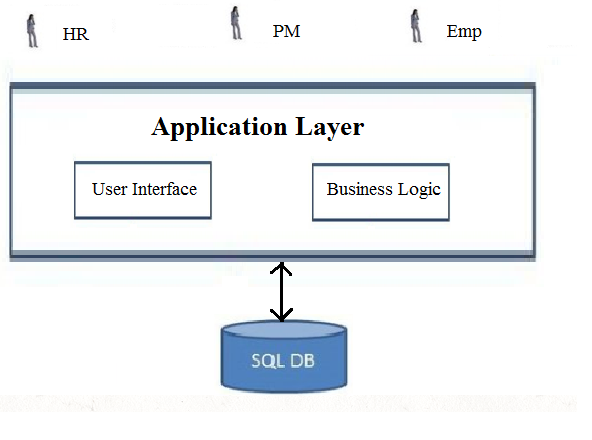 HR
PM
Emp
Application Layer
User Interface
Business Logic
SQL DB